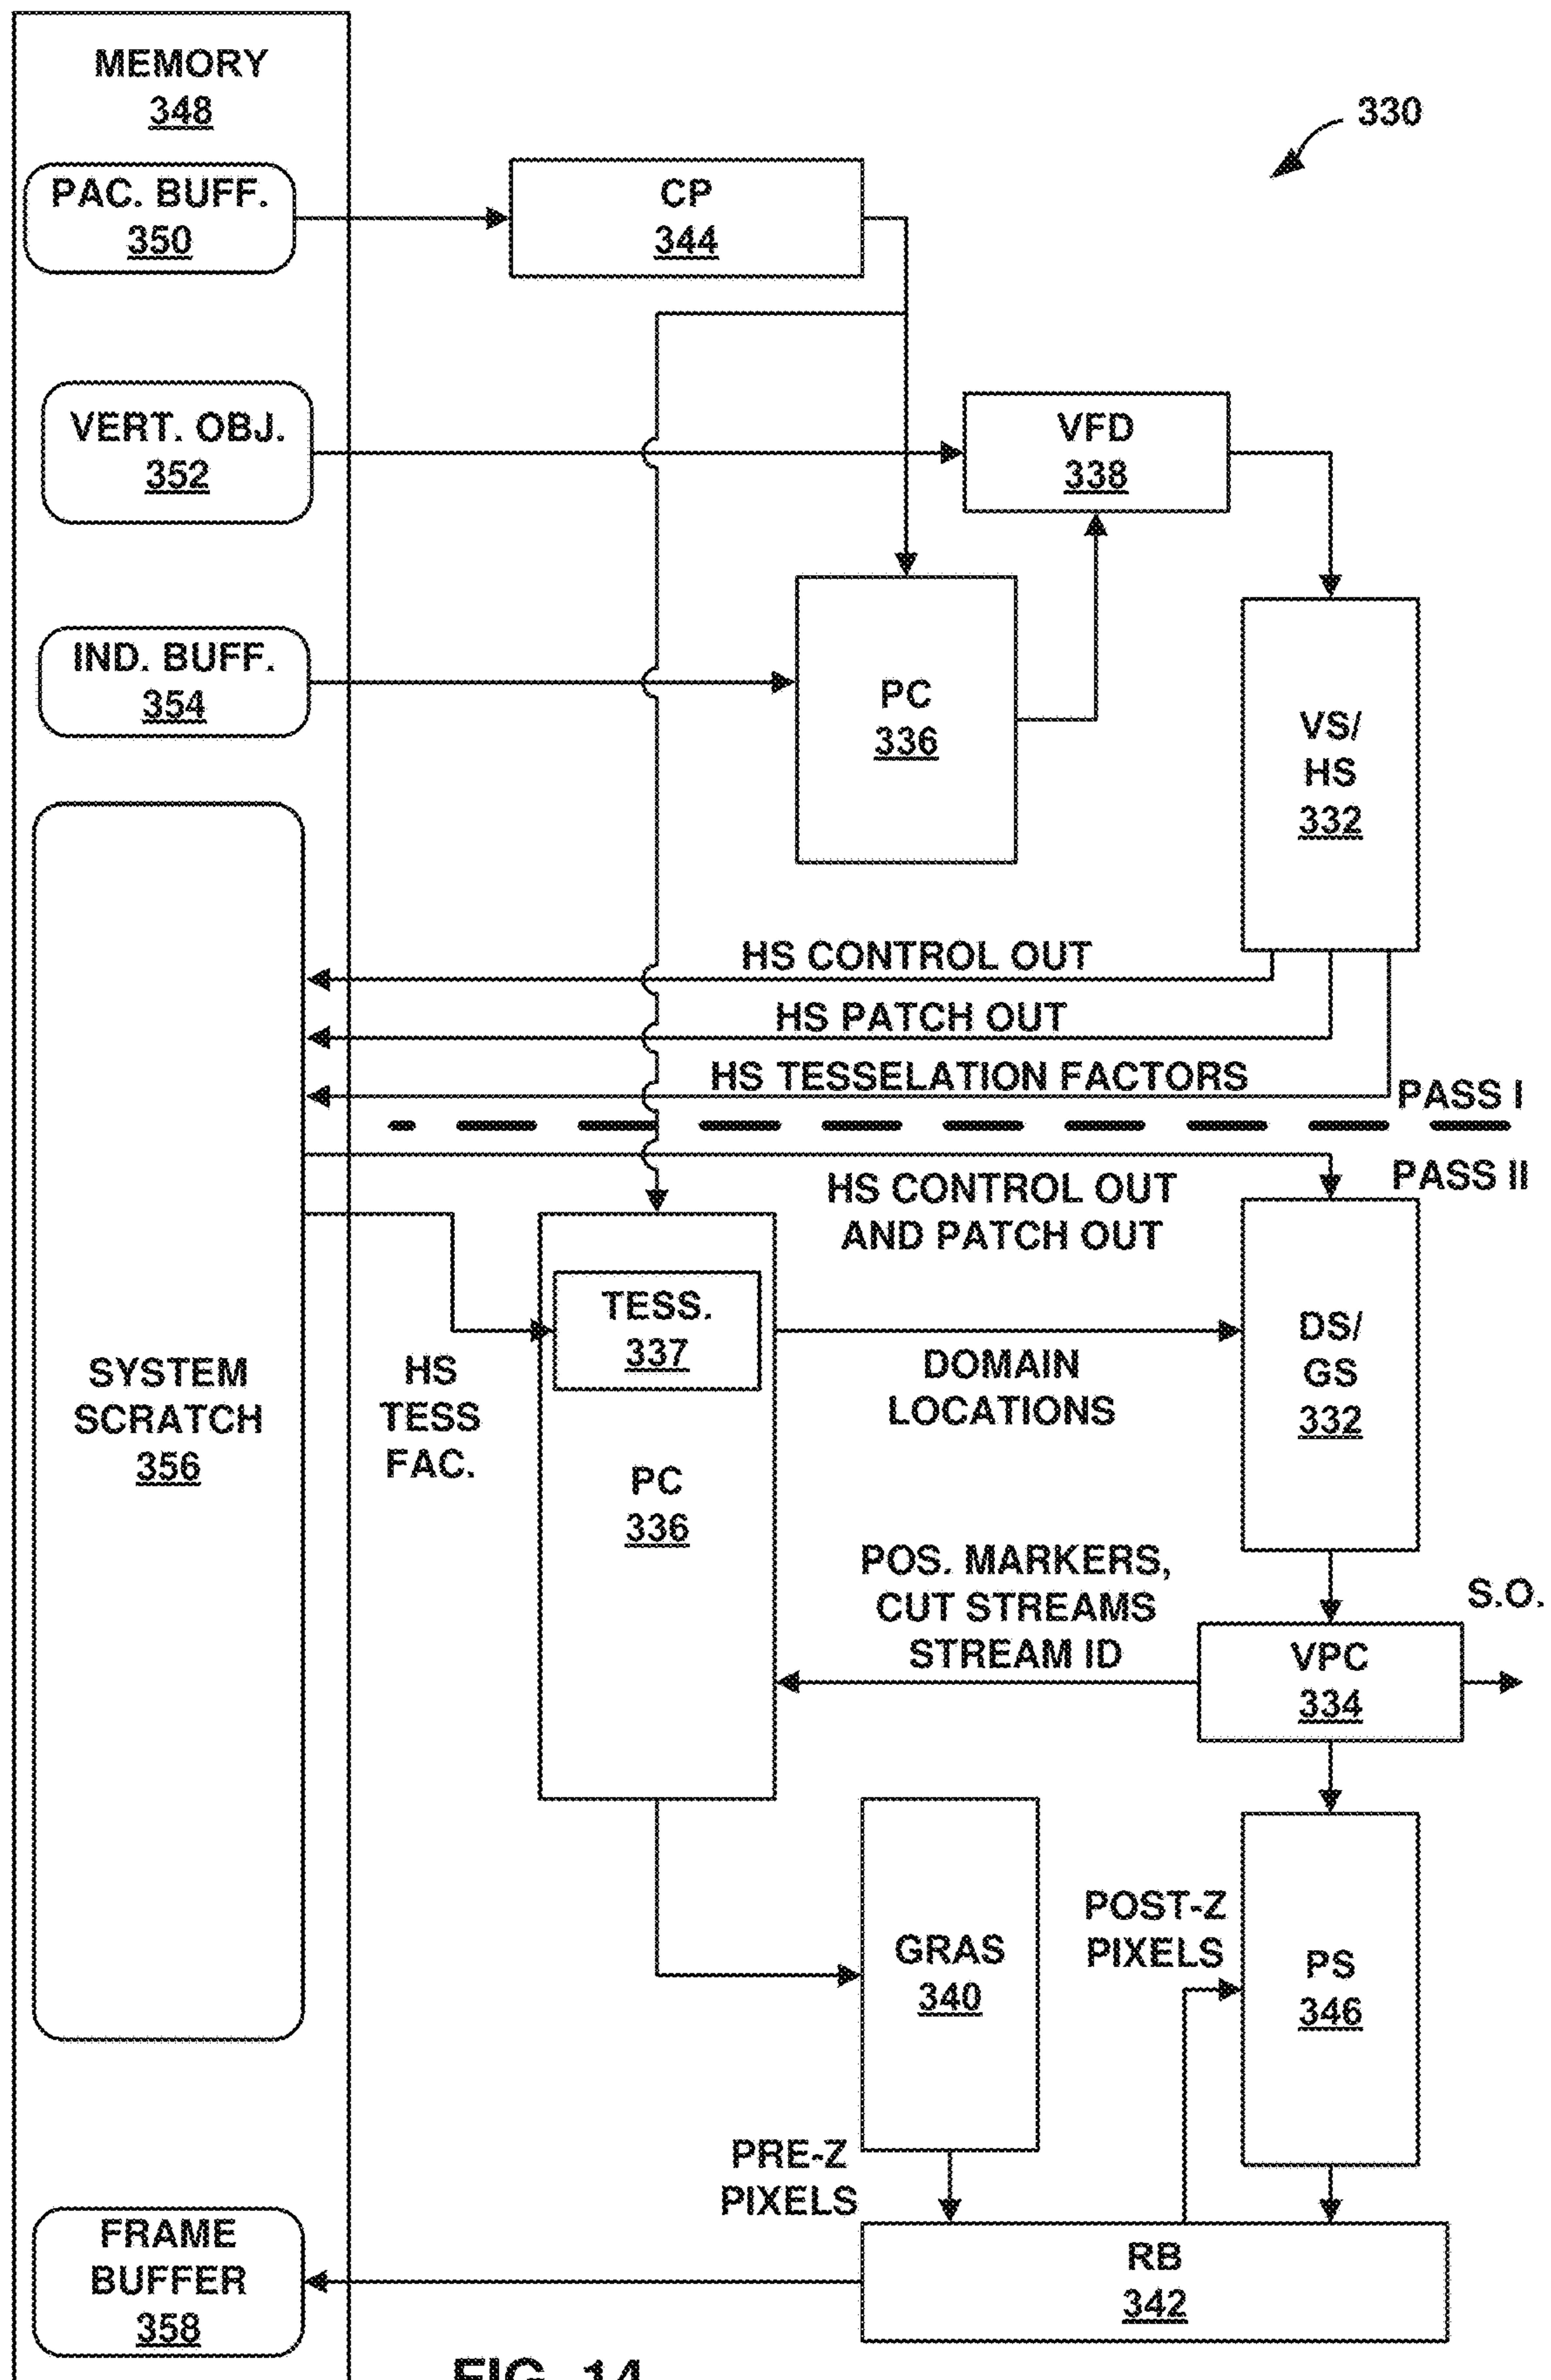 MEMORY
348
330
PAC. BUFF.
350
CP
344
VERT. OBJ.
352
VFD
338
IND. BUFF.
354
PC
336
VS/
HS
332
HS CONTROL OUT
HS PATCH OUT
HS TESSELATION FACTORS
PASS I
PASS II
HS CONTROL OUT
AND PATCH OUT
TESS.
337
DOMAIN
LOCATIONS
DS/
GS
332
SYSTEM
SCRATCH
356
HS
TESS
FAC.
PC
336
POS. MARKERS,
CUT STREAMS
STREAM ID
S.O.
VPC
334
GRAS
340
POST-Z
PIXELS
PS
346
PRE-Z
PIXELS
FRAME
BUFFER
358
RB
342
FIG. 14